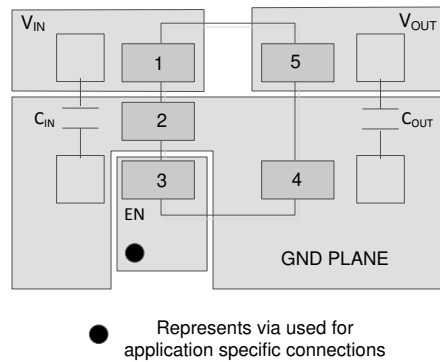 VIN
VOUT
1
5
CIN
2
COUT
3
4
EN
GND PLANE
Represents via used for
application specific connections